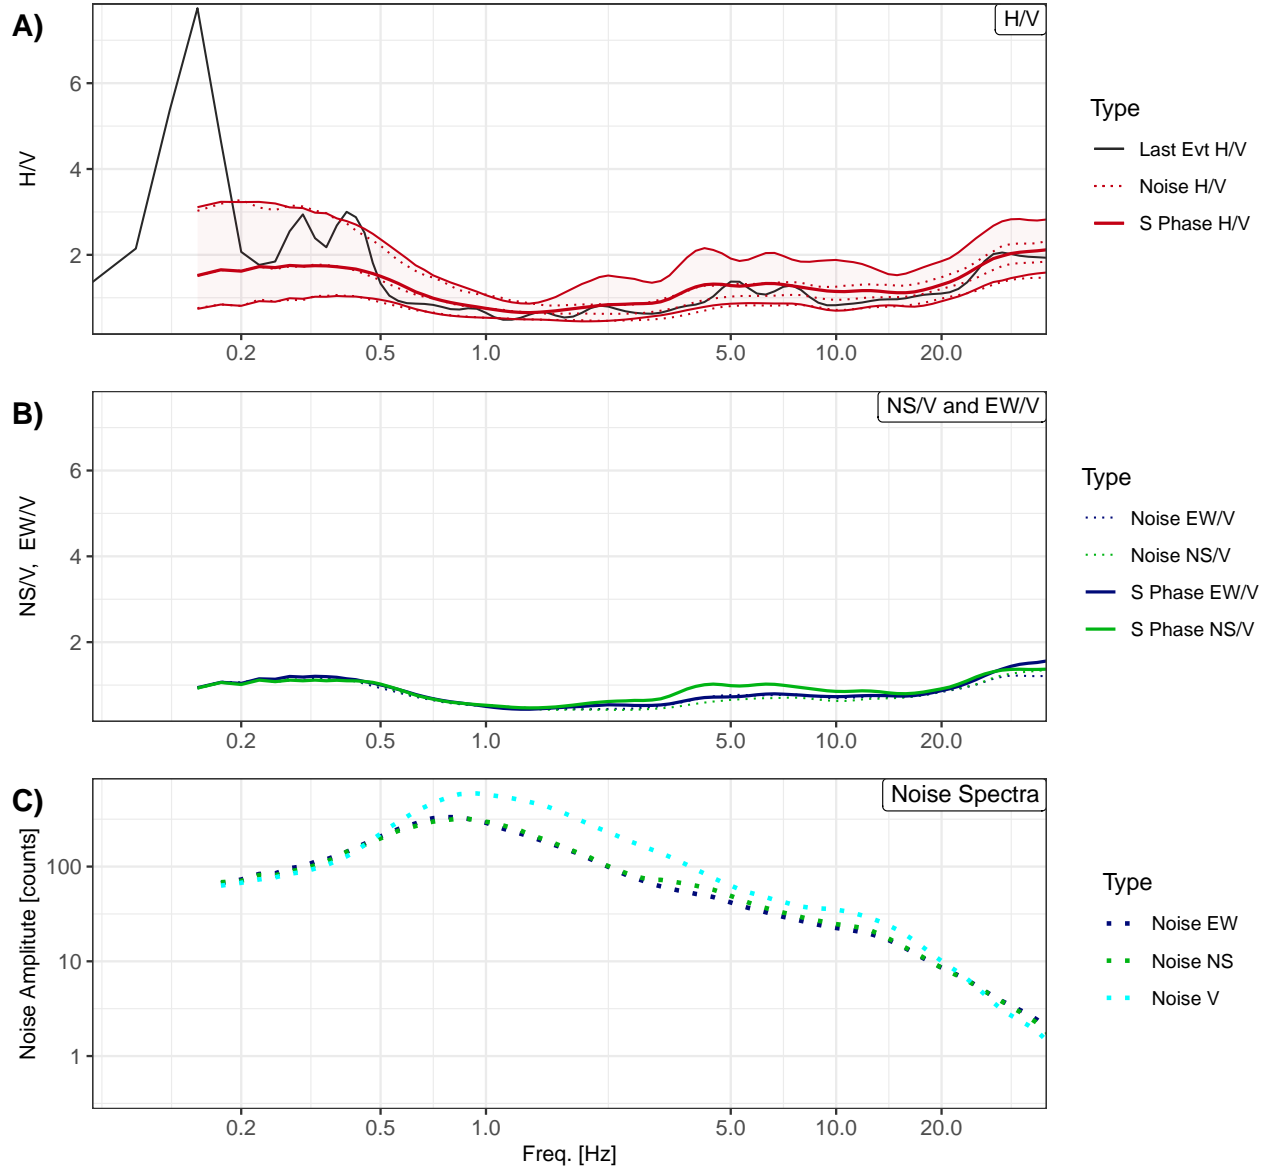 A)
H/V
6
4
2
H/V
0.2 0.5 1.0 5.0 10.0 20.0
Type
Last Evt H/V
Noise H/V
S Phase H/V
B)
NS/V and EW/V
6
4
2
NS/V, EW/V
0.2 0.5 1.0 5.0 10.0 20.0
Type
Noise EW/V
Noise NS/V
S Phase EW/V
S Phase NS/V
C)
Noise Spectra
100
10
1
Noise Amplitute [counts]
0.2 0.5 1.0 5.0 10.0 20.0
Freq. [Hz]
Type
Noise EW
Noise NS
Noise V